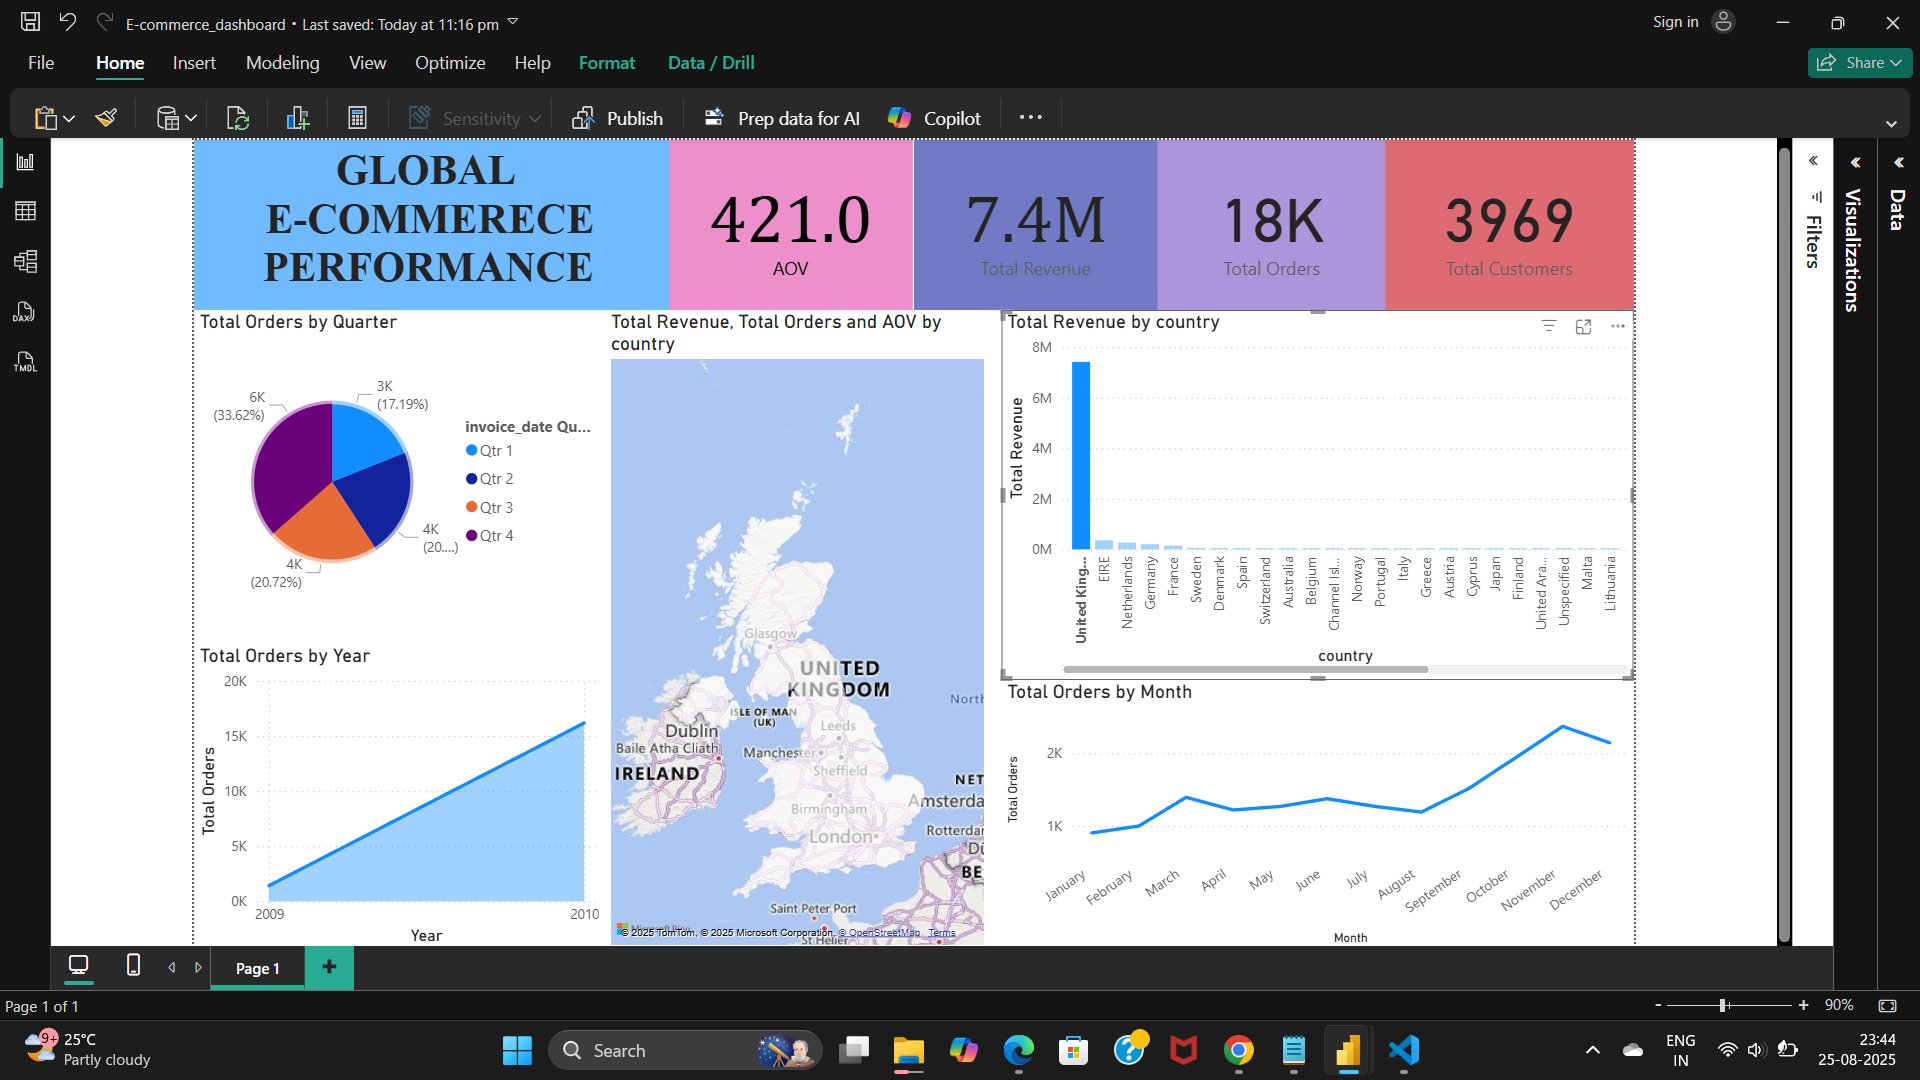 E-commerce_dashboard • Last saved: Today at 11:16 pm
Sign in
File Home Insert Modeling View Optimize Help Format Data / Drill
Share
Sensitivity
Publish
Prep data for AI
Copilot
GLOBAL
E-COMMERECE
PERFORMANCE
421.0
AOV
7.4M
Total Revenue
18K
Total Orders
3969
Total Customers
Filters
Visualizations
Data
DAX
TMDL
Total Orders by Quarter
6K
(33.62%)
3K
(17.19%)
4K
(20....)
4K
(20.72%)
invoice_date Qu...
Qtr 1
Qtr 2
Qtr 3
Qtr 4
Total Revenue, Total Orders and AOV by
country
Glasgow
UNITED
KINGDOM
North
ISLE OF MAN
(UK)
Leeds
Dublin
Baile Atha Cliath
Manchester
Sheffield
IRELAND
NET
Amsterda
Birmingham
London
Rotterda
BE
Saint Peter Port
St Helier
© 2025 TomTom, © 2025 Microsoft Corporation, © OpenStreetMap Terms
Total Revenue by country
Total Revenue
8M
6M
4M
2M
0M
United King...
EIRE
Netherlands
Germany
France
Sweden
Denmark
Spain
Switzerland
Australia
Belgium
Channel Isl...
Norway
Portugal
Italy
Greece
Austria
Cyprus
Japan
Finland
United Ara...
Unspecified
Malta
Lithuania
country
Total Orders by Year
Total Orders
20K
15K
10K
5K
0K
2009
2010
Year
Total Orders by Month
Total Orders
2K
1K
January
February
March
April
May
June
July
August
September
October
November
December
Month
Page 1
Page 1 of 1
90%
9+
25°C
Partly cloudy
Search
ENG
IN
23:44
25-08-2025